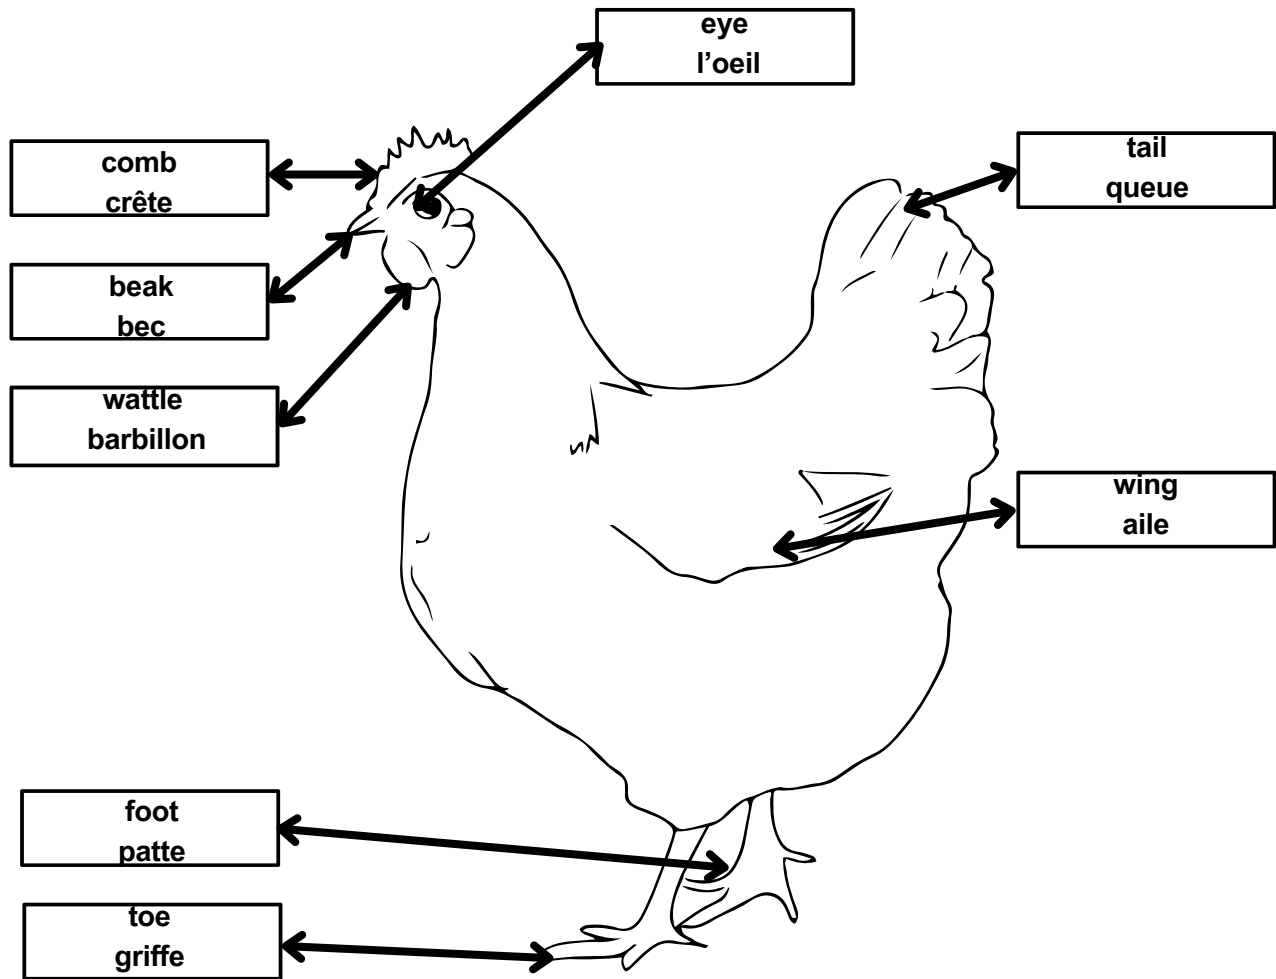 eye
l’oeil
comb
crête
tail
queue
beak
bec
wattle
barbillon
wing
aile
foot
patte
toe
griffe